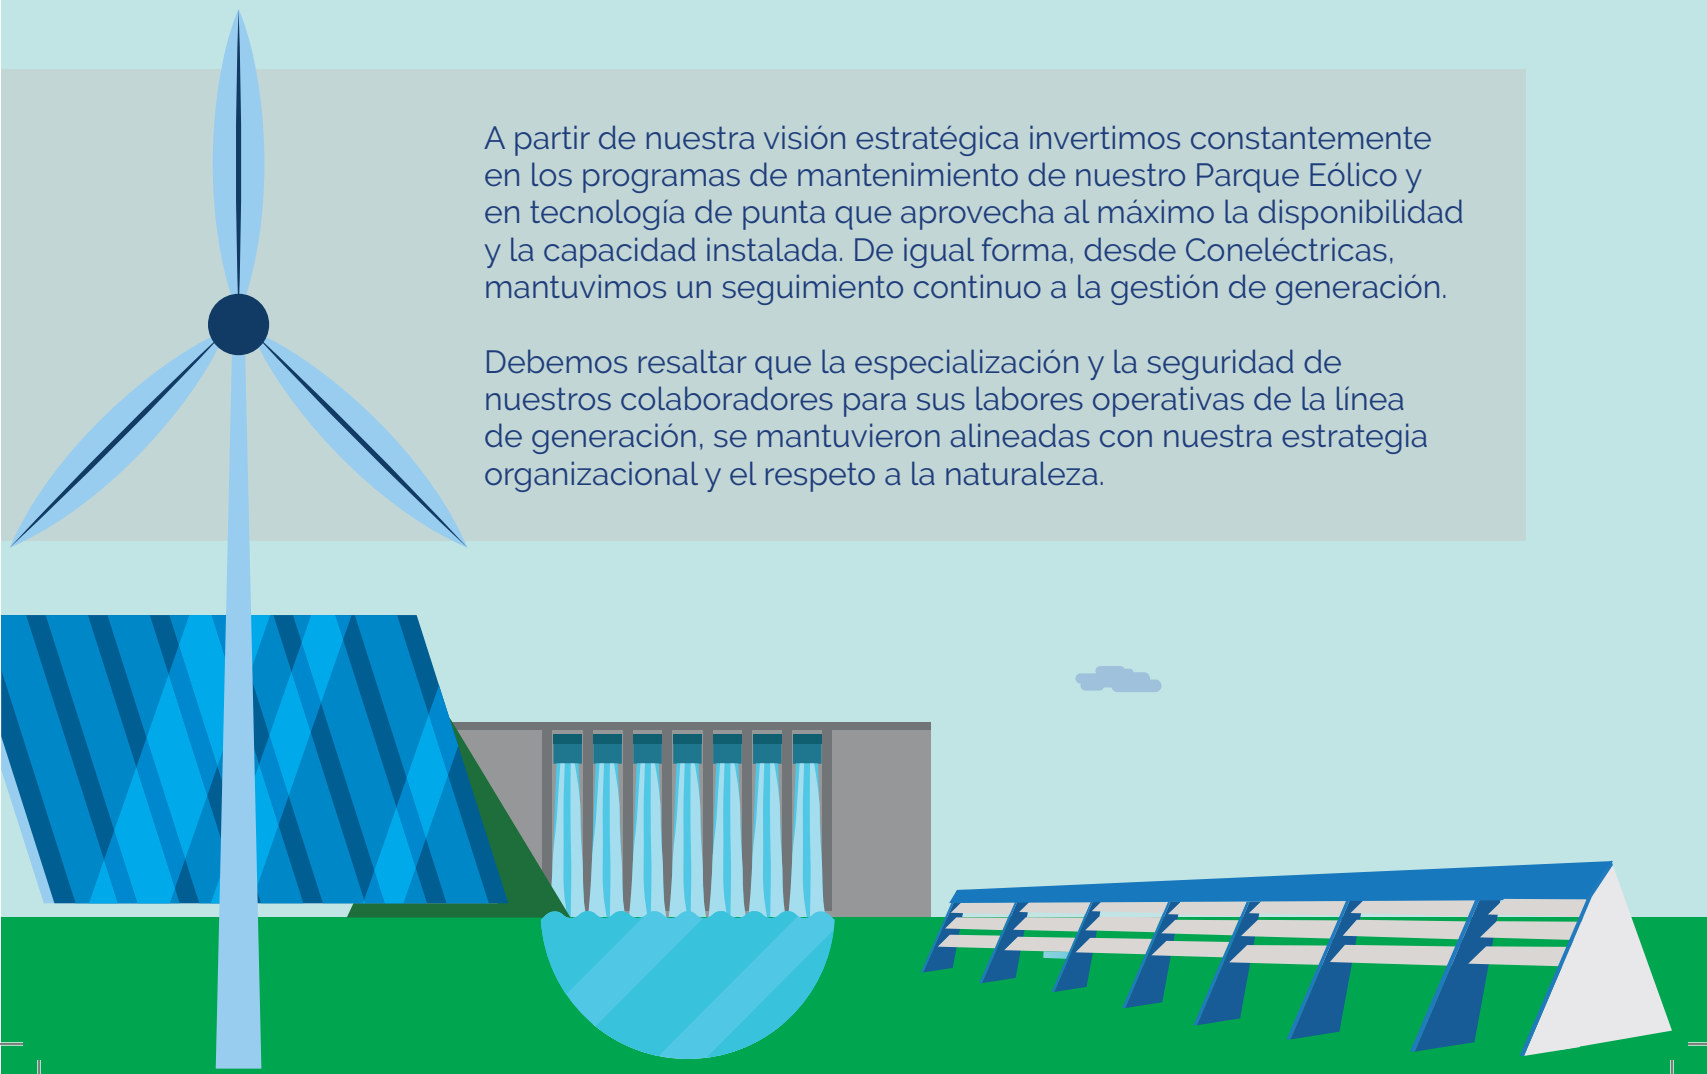 A partir de nuestra visión estratégica invertimos constantemente
en los programas de mantenimiento de nuestro Parque Eólico y
en tecnología de punta que aprovecha al máximo la disponibilidad
y la capacidad instalada. De igual forma, desde Coneléctricas,
mantuvimos un seguimiento continuo a la gestión de generación.
Debemos resaltar que la especialización y la seguridad de
nuestros colaboradores para sus labores operativas de la línea
de generación, se mantuvieron alineadas con nuestra estrategia
organizacional y el respeto a la naturaleza.